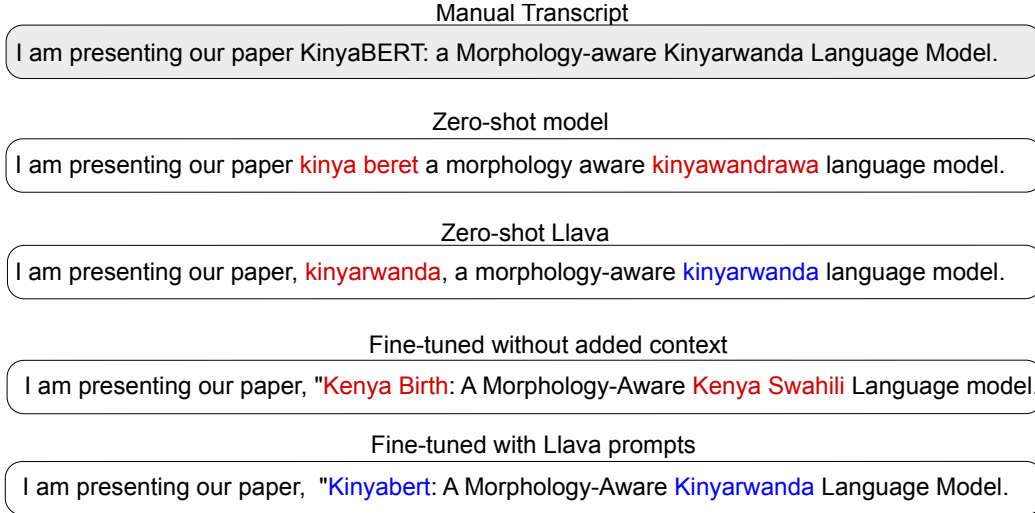 Manual Transcript
I am presenting our paper KinyaBERT: a Morphology-aware Kinyarwanda Language Model.
Zero-shot model
I am presenting our paper kinya beret a morphology aware kinyawandrawa language model.
Zero-shot Llava
I am presenting our paper, kinyarwanda, a morphology-aware kinyarwanda language model.
Fine-tuned without added context
I am presenting our paper, "Kenya Birth: A Morphology-Aware Kenya Swahili Language model.
Fine-tuned with Llava prompts
I am presenting our paper, "Kinyabert: A Morphology-Aware Kinyarwanda Language Model.